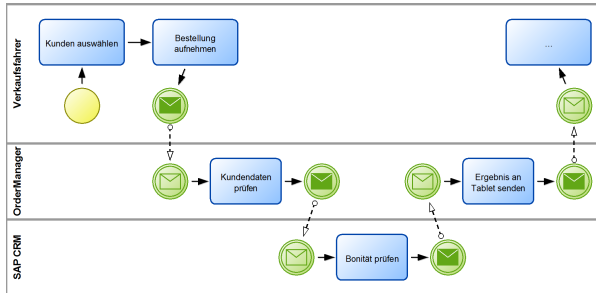 Verkaufsfahrer
Kunden auswählen
Bestellung
aufnehmen
...
OrderManager
Kundendaten
prüfen
Ergebnis an
Tablet senden
SAP CRM
Bonität prüfen